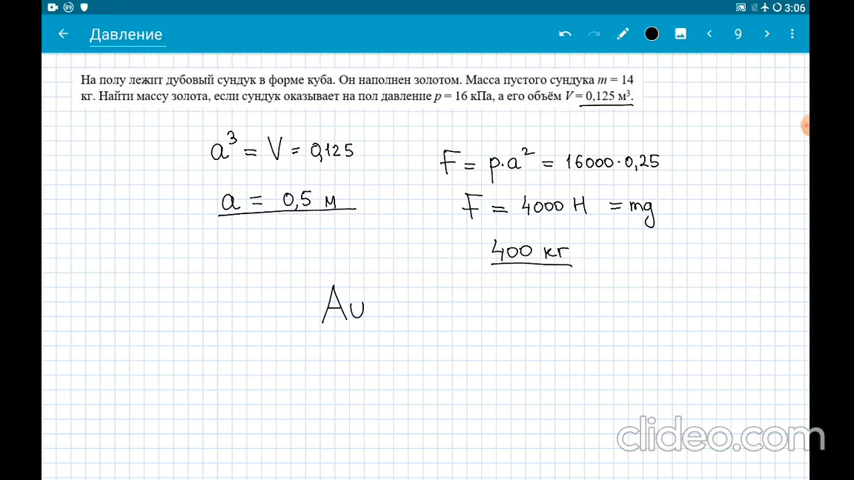 3:06
Давление
9
На полу лежит дубовый сундук в форме куба. Он наполнен золотом. Масса пустого сундука m = 14
кг. Найти массу золота, если сундук оказывает на пол давление p = 16 кПа, а его объём V = 0,125 м³.
a³ = V = 0,125
a = 0,5 м
F = p·a² = 16000·0,25
F = 4000 Н = mg
400 кг
Au
clideo.com